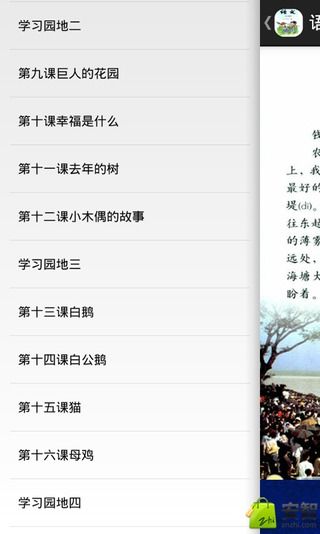 学习园地二
第九课巨人的花园
第十课幸福是什么
第十一课去年的树
第十二课小木偶的故事
学习园地三
第十三课白鹅
第十四课白公鹅
第十五课猫
第十六课母鸡
学习园地四
语文
语
钱
农
上，我
最好的
堤(dī)。
往东起
的薄雾
远处，
海塘大
盼着。
安智
anzhi.com